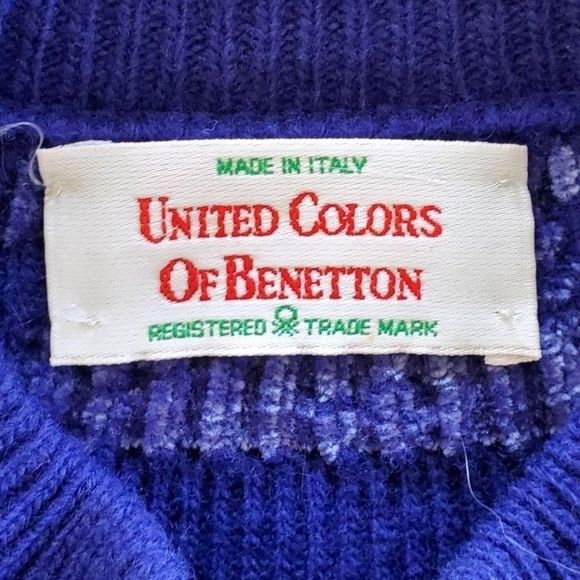 MADE IN ITALY
UNITED COLORS
OF BENETTON
REGISTERED TRADE MARK